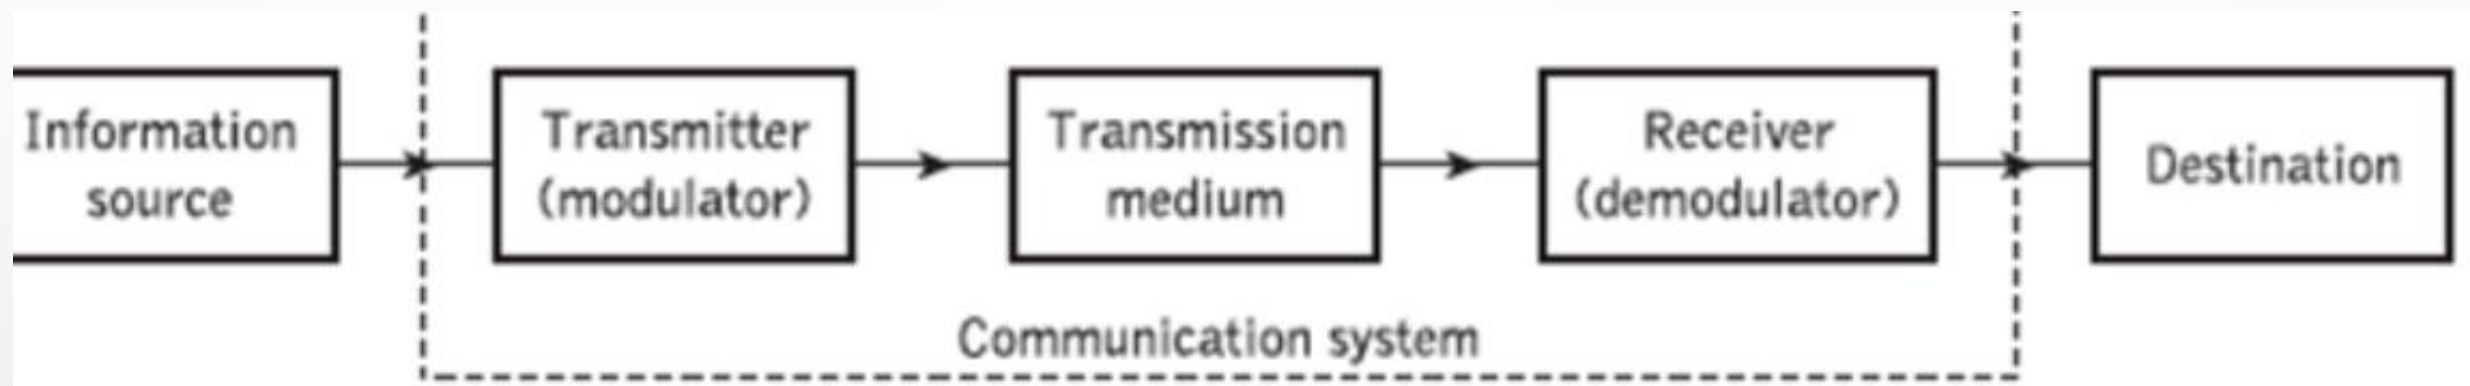 Information
source
Transmitter
(modulator)
Transmission
medium
Receiver
(demodulator)
Destination
Communication system